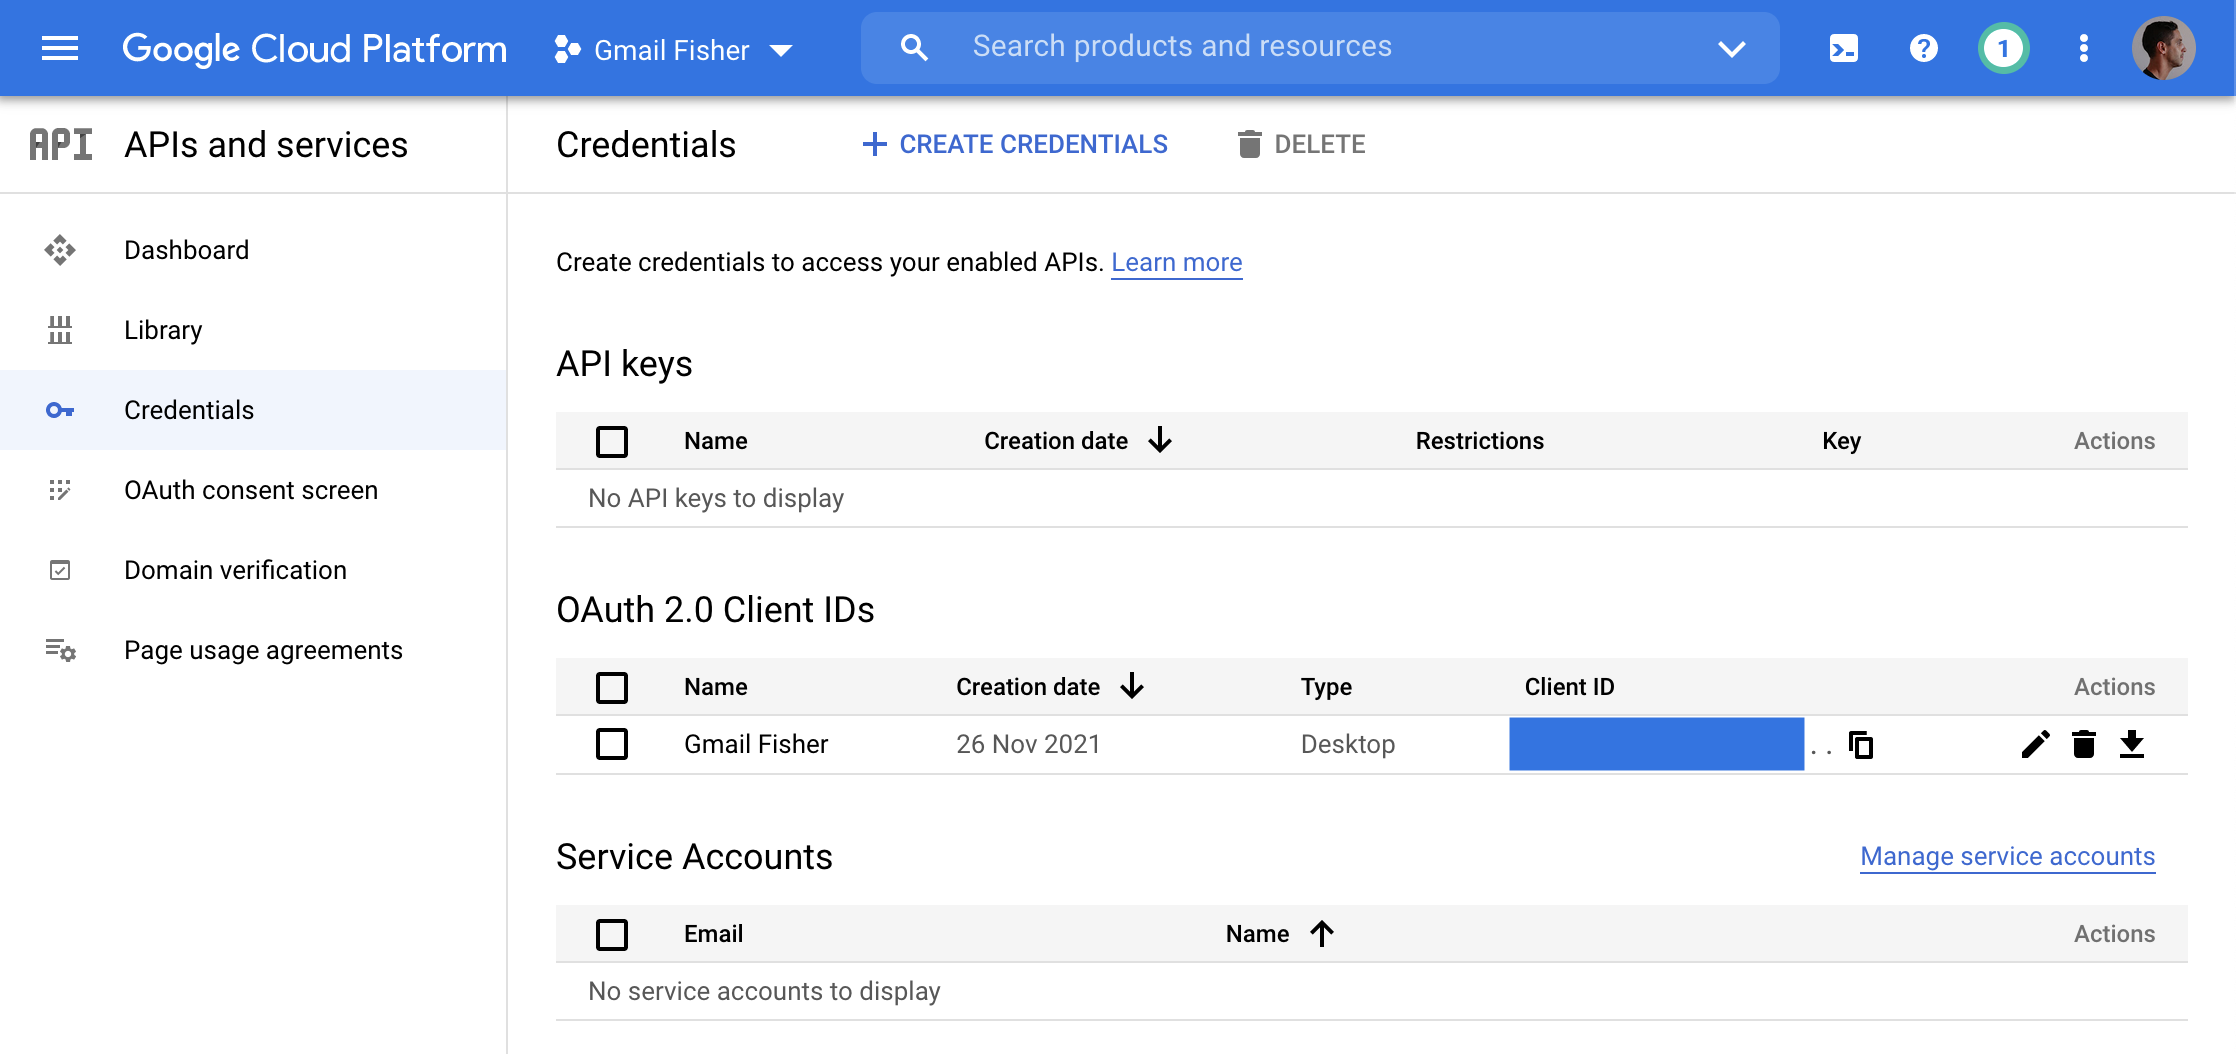 Google Cloud Platform
Gmail Fisher
Search products and resources
1
API
APIs and services
Credentials
CREATE CREDENTIALS
DELETE
Dashboard
Library
Credentials
OAuth consent screen
Domain verification
Page usage agreements
Create credentials to access your enabled APIs. Learn more
API keys
Name Creation date Restrictions Key Actions
No API keys to display
OAuth 2.0 Client IDs
Name Creation date Type Client ID Actions
Gmail Fisher 26 Nov 2021 Desktop ..
Service Accounts
Manage service accounts
Email Name Actions
No service accounts to display